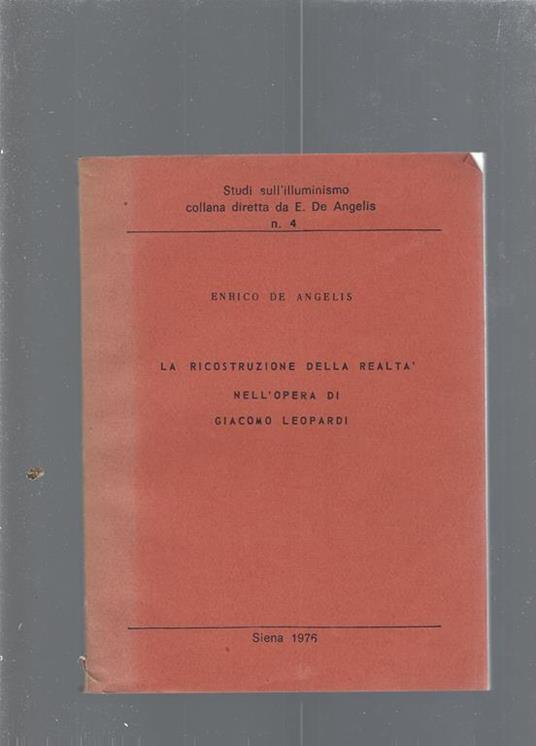 Studi sull'illuminismo
collana diretta da E. De Angelis
n. 4
ENRICO DE ANGELIS
LA RICOSTRUZIONE DELLA REALTA'
NELL'OPERA DI
GIACOMO LEOPARDI
Siena 1976